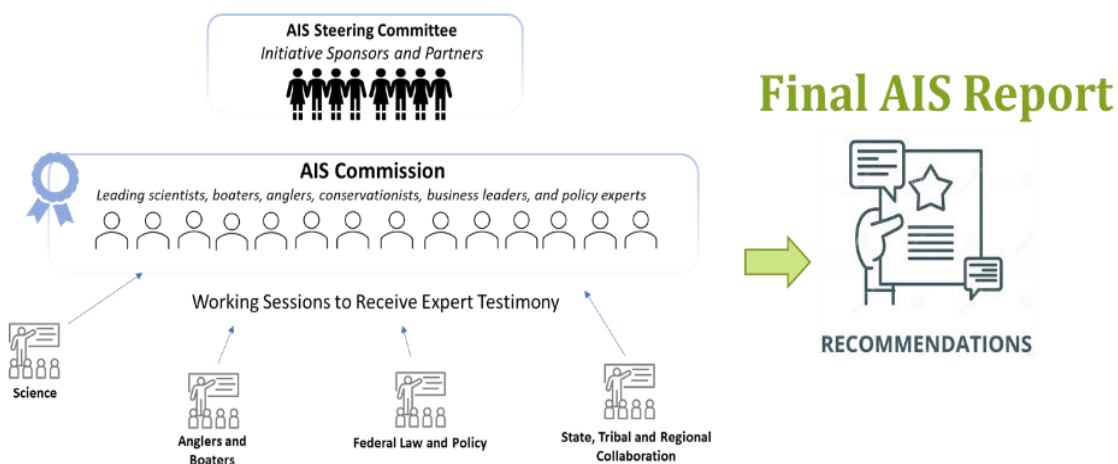 AIS Steering Committee
Initiative Sponsors and Partners
Final AIS Report
AIS Commission
Leading scientists, boaters, anglers, conservationists, business leaders, and policy experts
Working Sessions to Receive Expert Testimony
RECOMMENDATIONS
Science
Anglers and
Boaters
Federal Law and Policy
State, Tribal and Regional
Collaboration